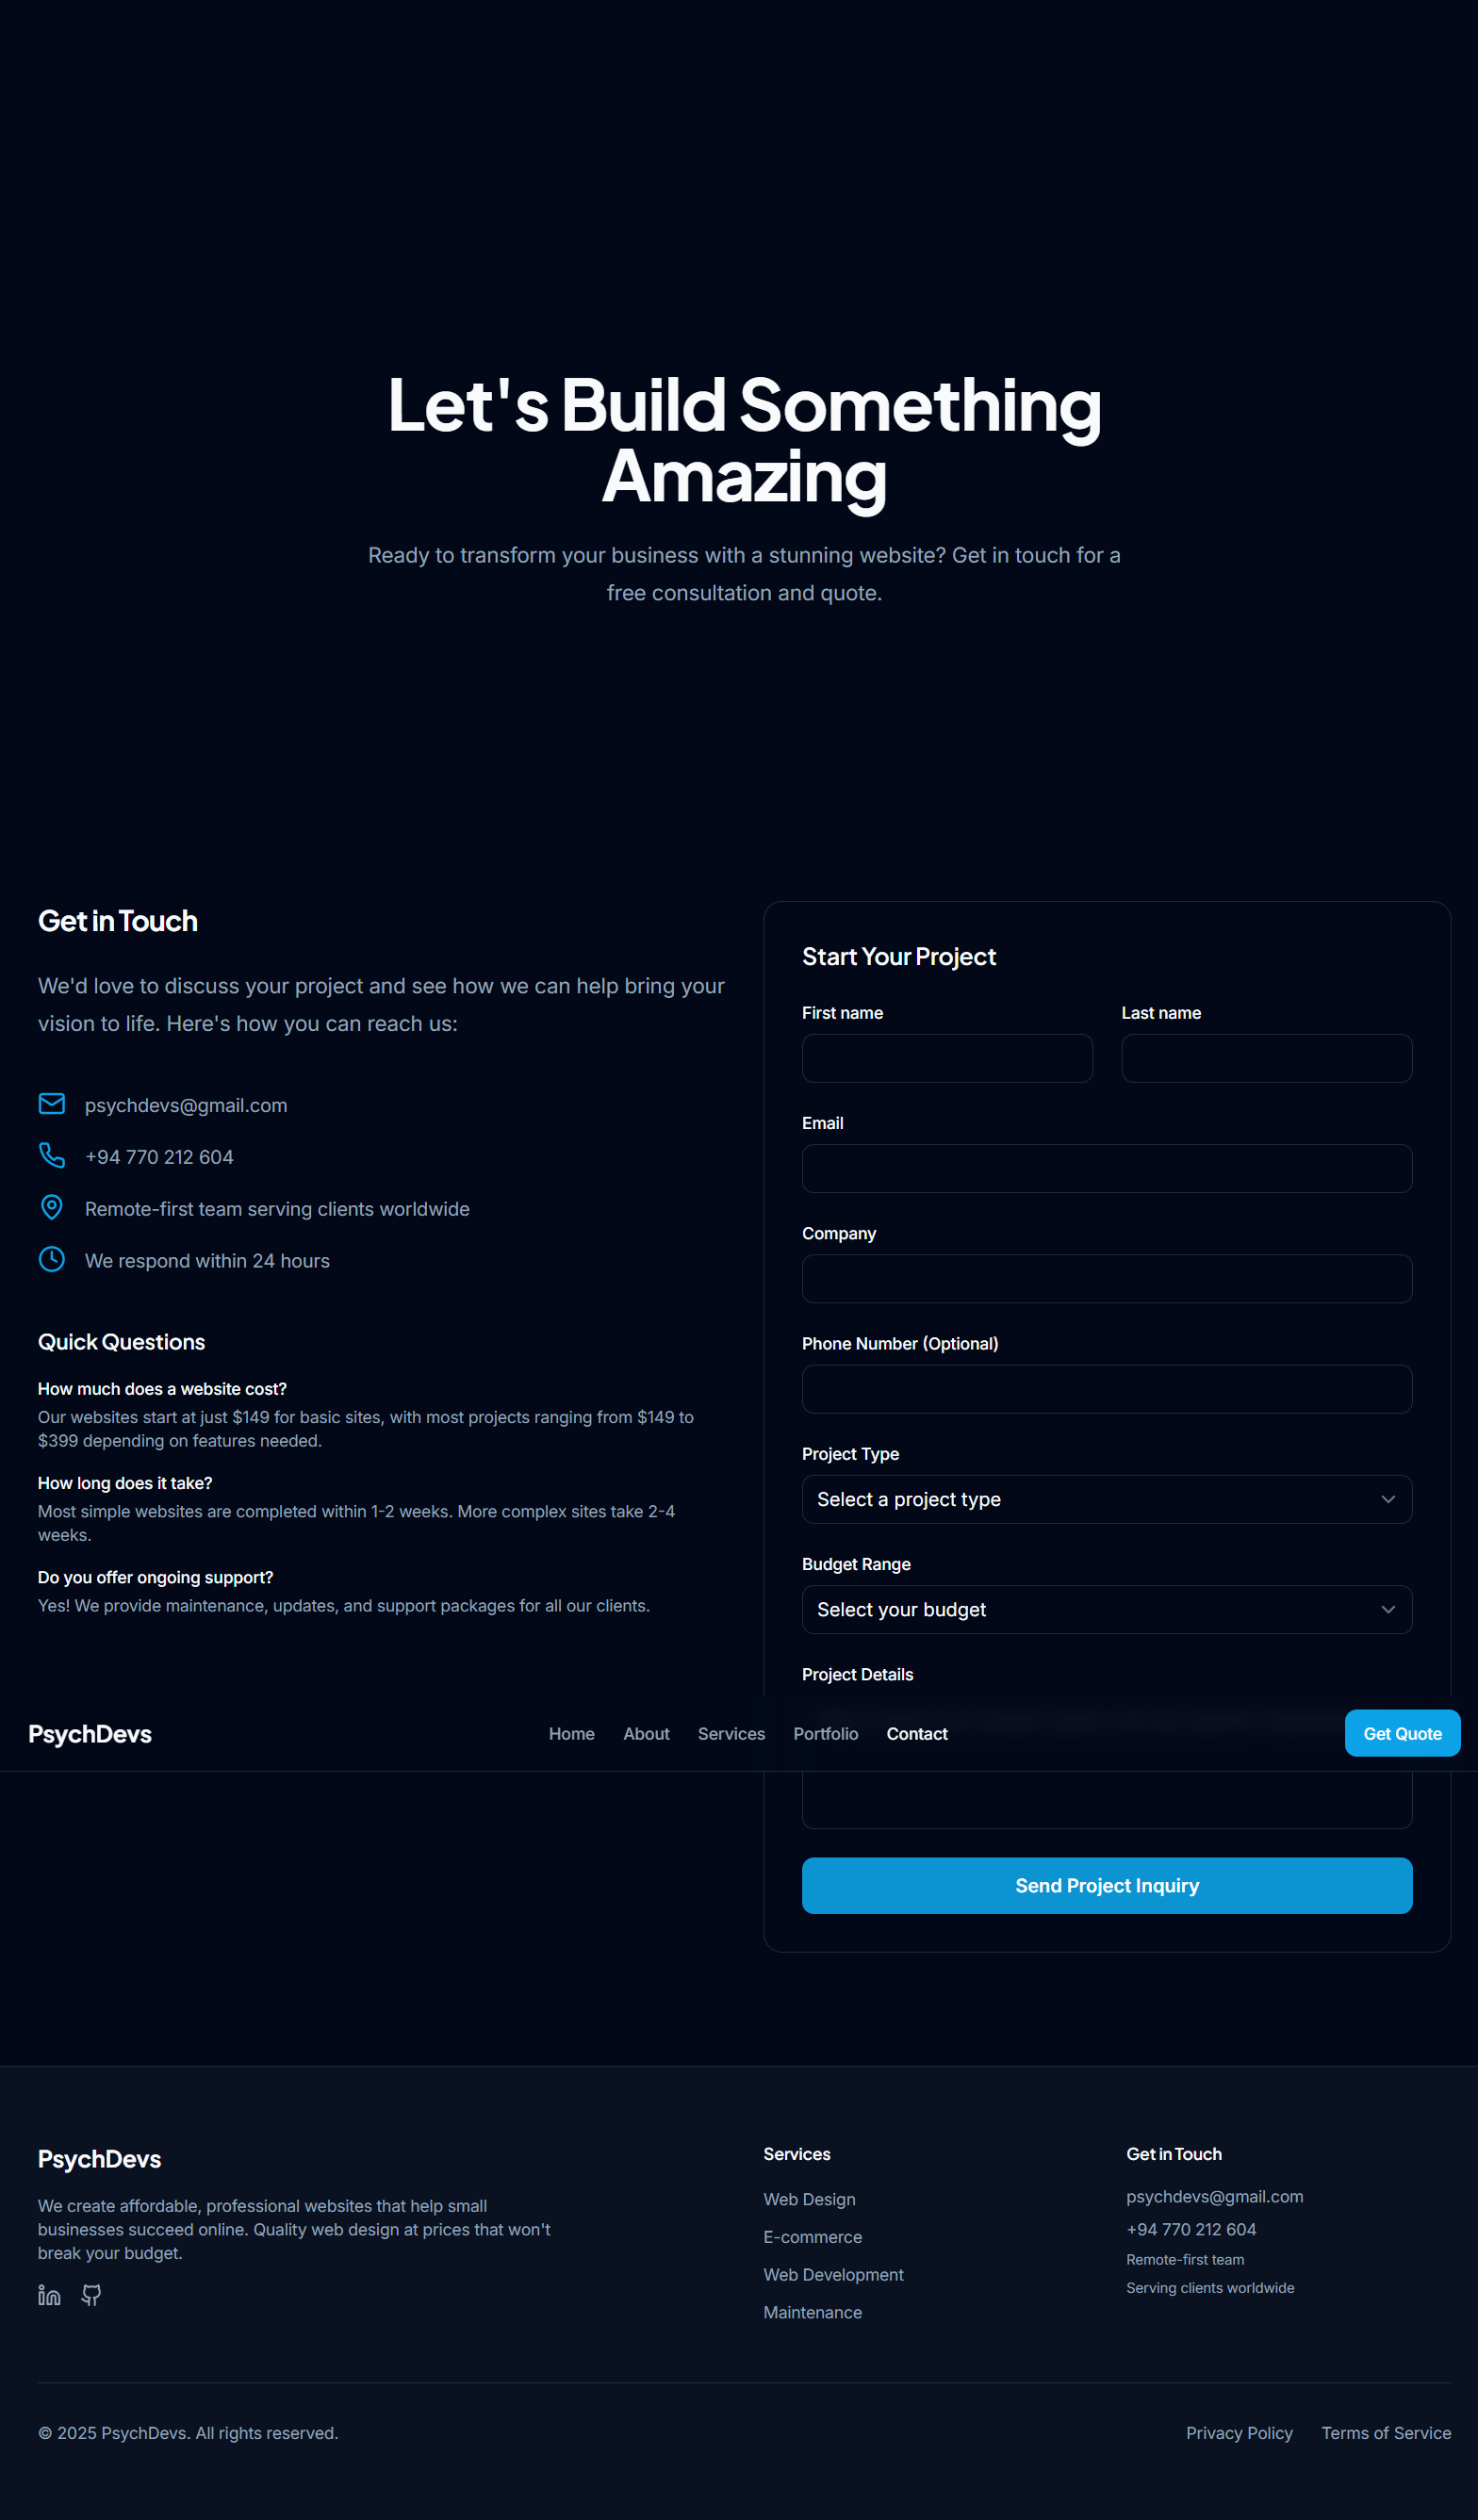 Let's Build Something
Amazing
Ready to transform your business with a stunning website? Get in touch for a
free consultation and quote.
Get in Touch
We'd love to discuss your project and see how we can help bring your
vision to life. Here's how you can reach us:
psychdevs@gmail.com
+94 770 212 604
Remote-first team serving clients worldwide
We respond within 24 hours
Quick Questions
How much does a website cost?
Our websites start at just $149 for basic sites, with most projects ranging from $149 to
$399 depending on features needed.
How long does it take?
Most simple websites are completed within 1-2 weeks. More complex sites take 2-4
weeks.
Do you offer ongoing support?
Yes! We provide maintenance, updates, and support packages for all our clients.
Start Your Project
First name
Last name
Email
Company
Phone Number (Optional)
Project Type
Select a project type
Budget Range
Select your budget
Project Details
PsychDevs
Home
About
Services
Portfolio
Contact
Get Quote
Send Project Inquiry
PsychDevs
We create affordable, professional websites that help small
businesses succeed online. Quality web design at prices that won't
break your budget.
Services
Web Design
E-commerce
Web Development
Maintenance
Get in Touch
psychdevs@gmail.com
+94 770 212 604
Remote-first team
Serving clients worldwide
© 2025 PsychDevs. All rights reserved.
Privacy Policy
Terms of Service